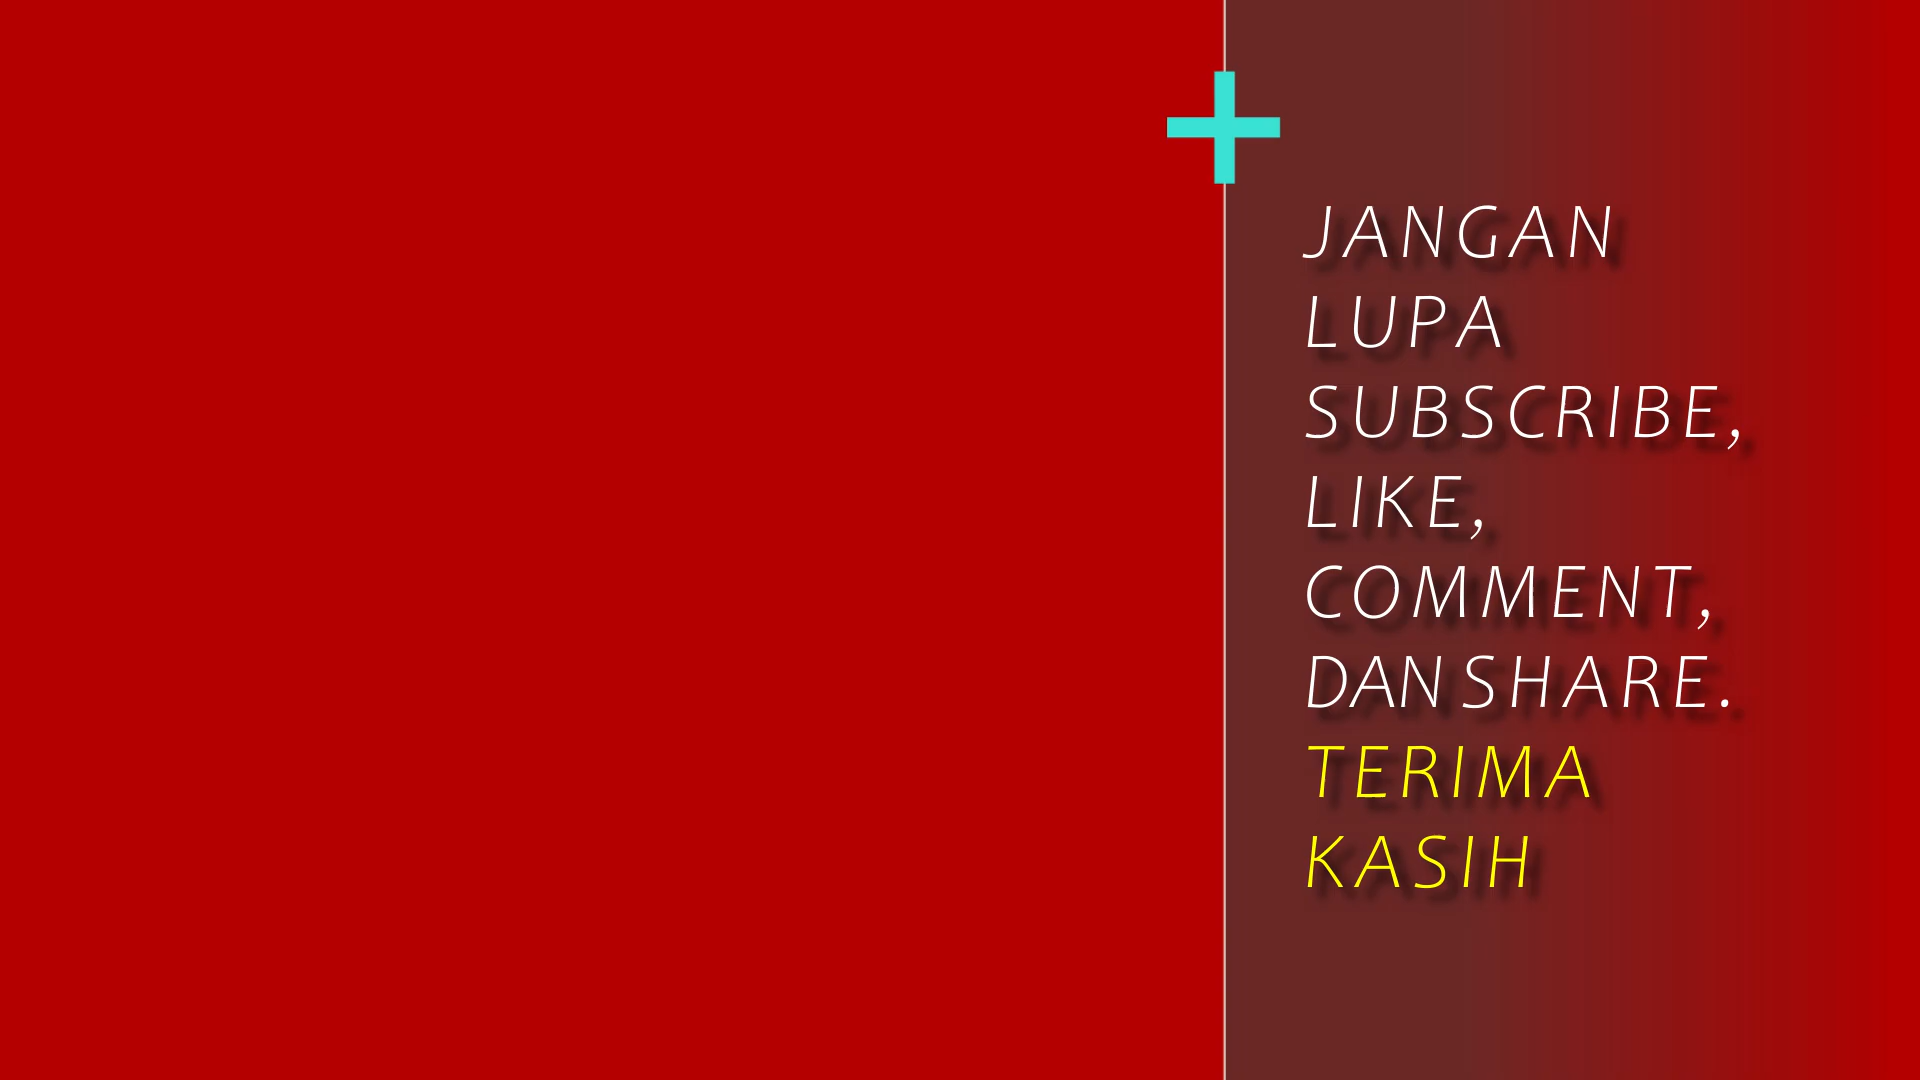 JANGAN
LUPA
SUBSCRIBE,
LIKE,
COMMENT,
DAN SHARE.
TERIMA
KASIH